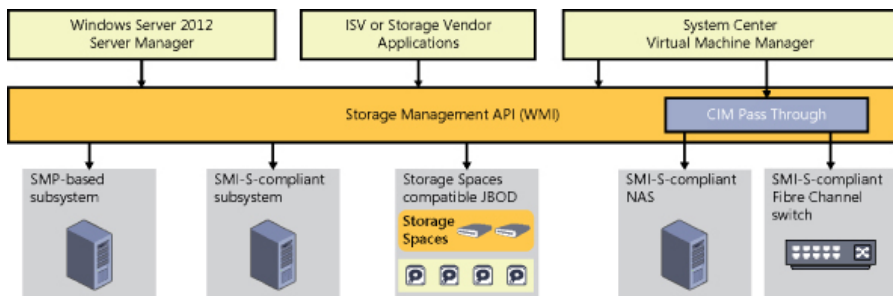 Windows Server 2012
Server Manager
ISV or Storage Vendor
Applications
System Center
Virtual Machine Manager
Storage Management API (WMI)
CIM Pass Through
SMP-based
subsystem
SMI-S-compliant
subsystem
Storage Spaces
compatible JBOD
Storage
Spaces
SMI-S-compliant
NAS
SMI-S-compliant
Fibre Channel
switch